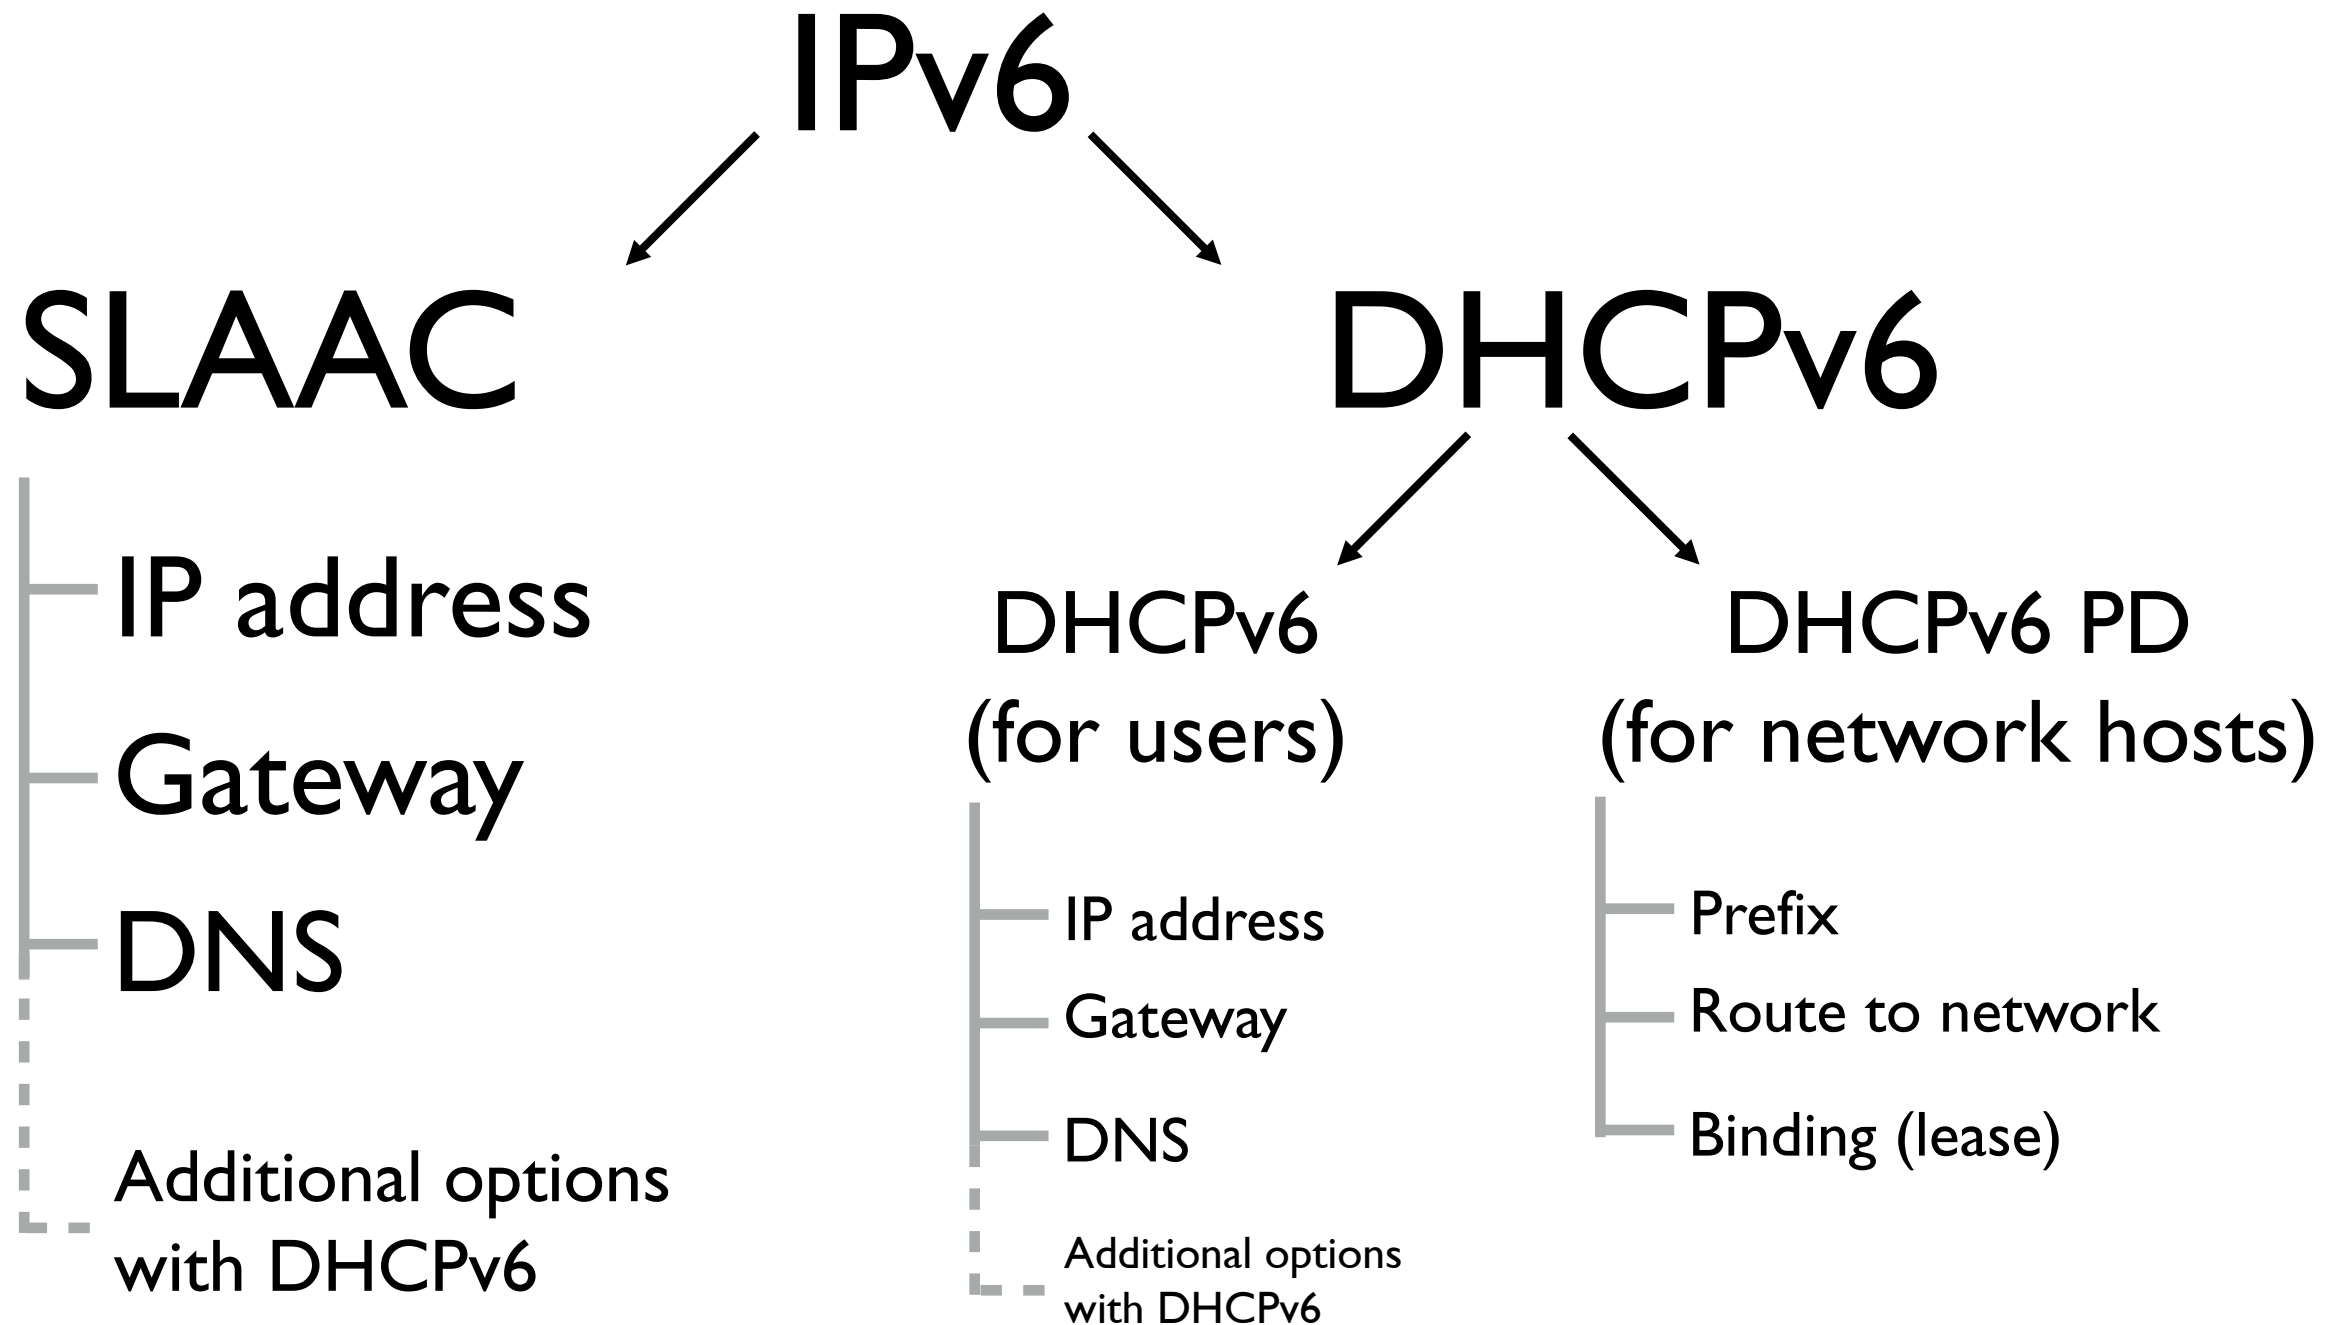 IPv6
SLAAC
IP address
Gateway
DNS
Additional options
with DHCPv6
DHCPv6
DHCPv6
(for users)
IP address
Gateway
DNS
Additional options
with DHCPv6
DHCPv6 PD
(for network hosts)
Prefix
Route to network
Binding (lease)